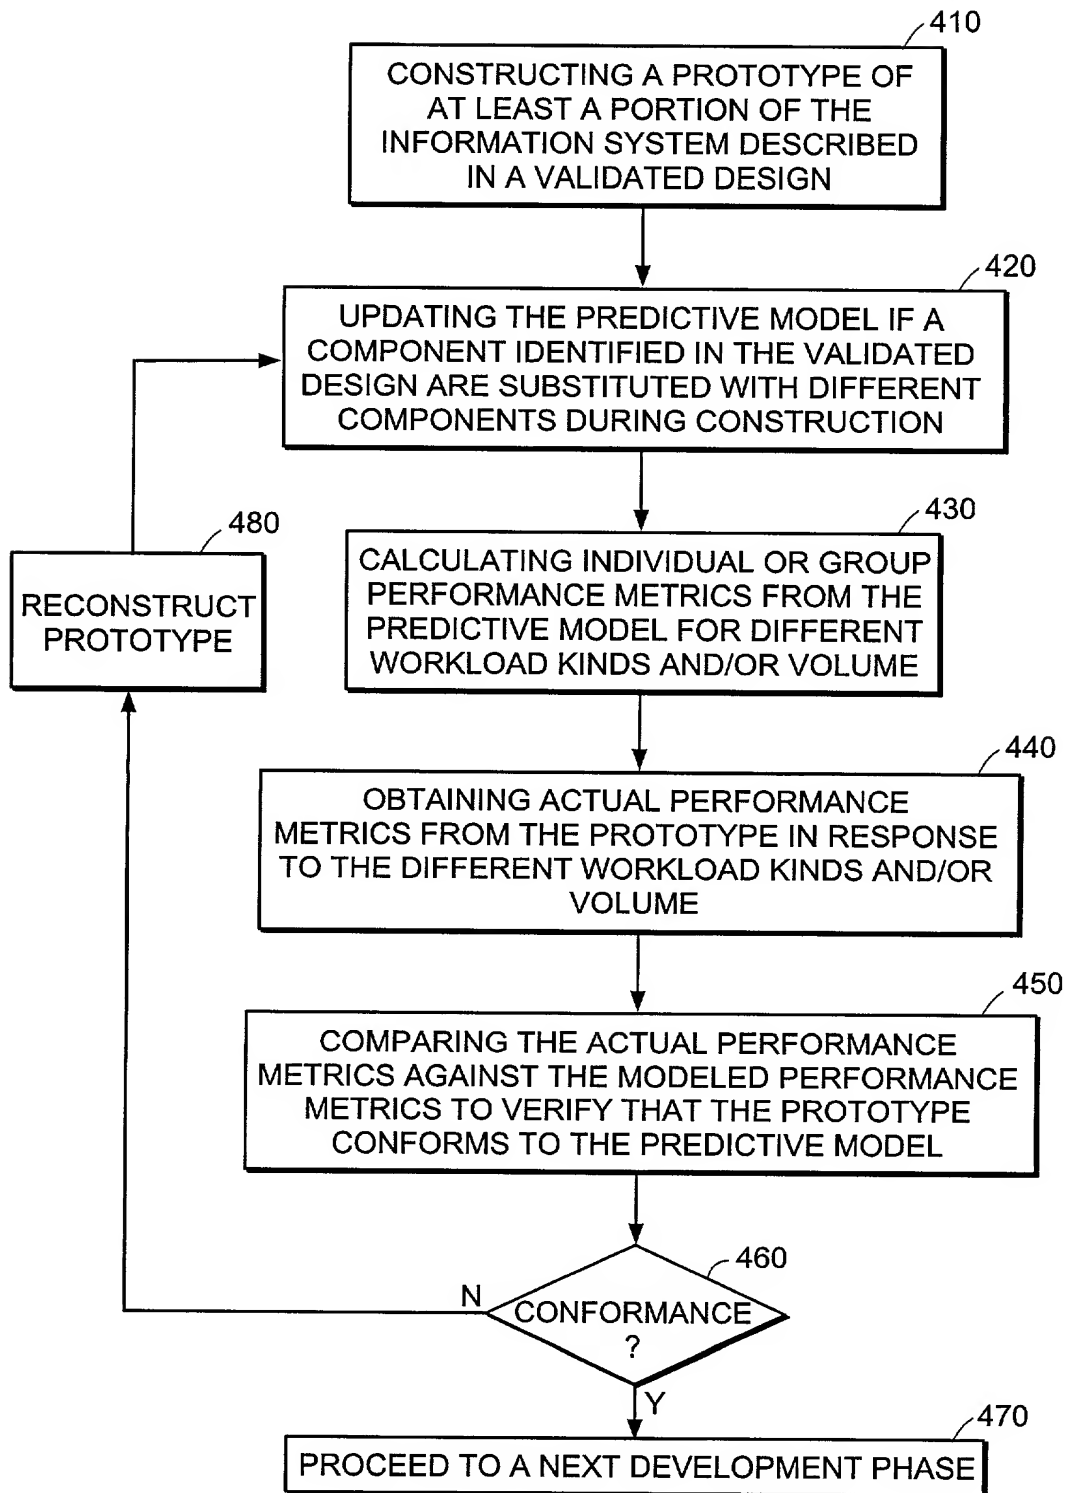 410
CONSTRUCTING A PROTOTYPE OF
AT LEAST A PORTION OF THE
INFORMATION SYSTEM DESCRIBED
IN A VALIDATED DESIGN
420
UPDATING THE PREDICTIVE MODEL IF A
COMPONENT IDENTIFIED IN THE VALIDATED
DESIGN ARE SUBSTITUTED WITH DIFFERENT
COMPONENTS DURING CONSTRUCTION
430
CALCULATING INDIVIDUAL OR GROUP
PERFORMANCE METRICS FROM THE
PREDICTIVE MODEL FOR DIFFERENT
WORKLOAD KINDS AND/OR VOLUME
480
RECONSTRUCT
PROTOTYPE
440
OBTAINING ACTUAL PERFORMANCE
METRICS FROM THE PROTOTYPE IN RESPONSE
TO THE DIFFERENT WORKLOAD KINDS AND/OR
VOLUME
450
COMPARING THE ACTUAL PERFORMANCE
METRICS AGAINST THE MODELED PERFORMANCE
METRICS TO VERIFY THAT THE PROTOTYPE
CONFORMS TO THE PREDICTIVE MODEL
460
N
CONFORMANCE
?
Y
470
PROCEED TO A NEXT DEVELOPMENT PHASE